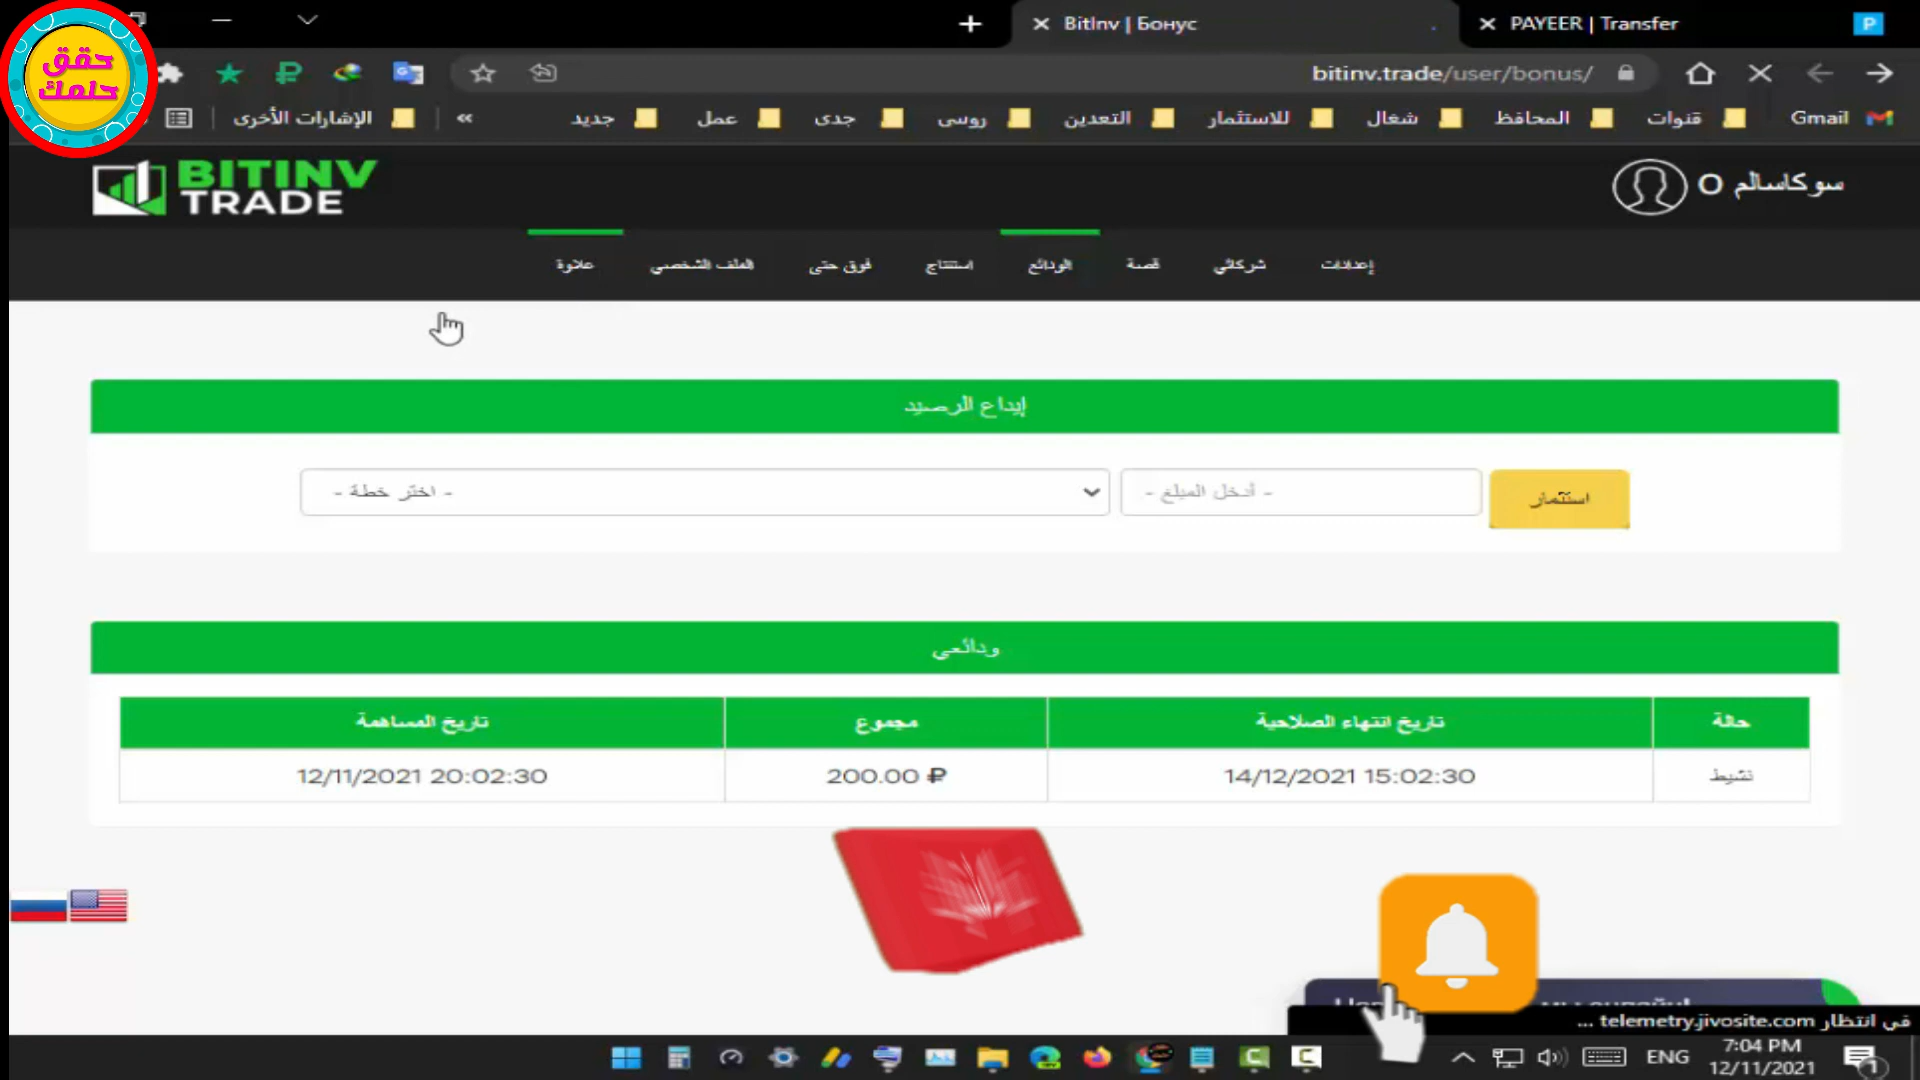 حقق
حلمك
BitInv | Бонус
PAYEER | Transfer
P
bitinv.trade/user/bonus/
الإشارات الأخرى
»
جديد
عمل
جدى
روسى
التعدين
للاستثمار
شغال
المحافظ
قنوات
Gmail
BITINV
TRADE
سوكاسالم O
علاوة
الملف الشخصي
فوق حتى
استنتاج
الودائع
قصة
شركائي
إعدادات
إيداع الرصيد
- اختر خطة -
- أدخل المبلغ -
استثمار
ودائعي
تاريخ المساهمة
مجموع
تاريخ انتهاء الصلاحية
حالة
12/11/2021 20:02:30
200.00 ₽
14/12/2021 15:02:30
نشيط
فى انتظار telemetry.jivosite.com ...
ENG
7:04 PM
12/11/2021
1